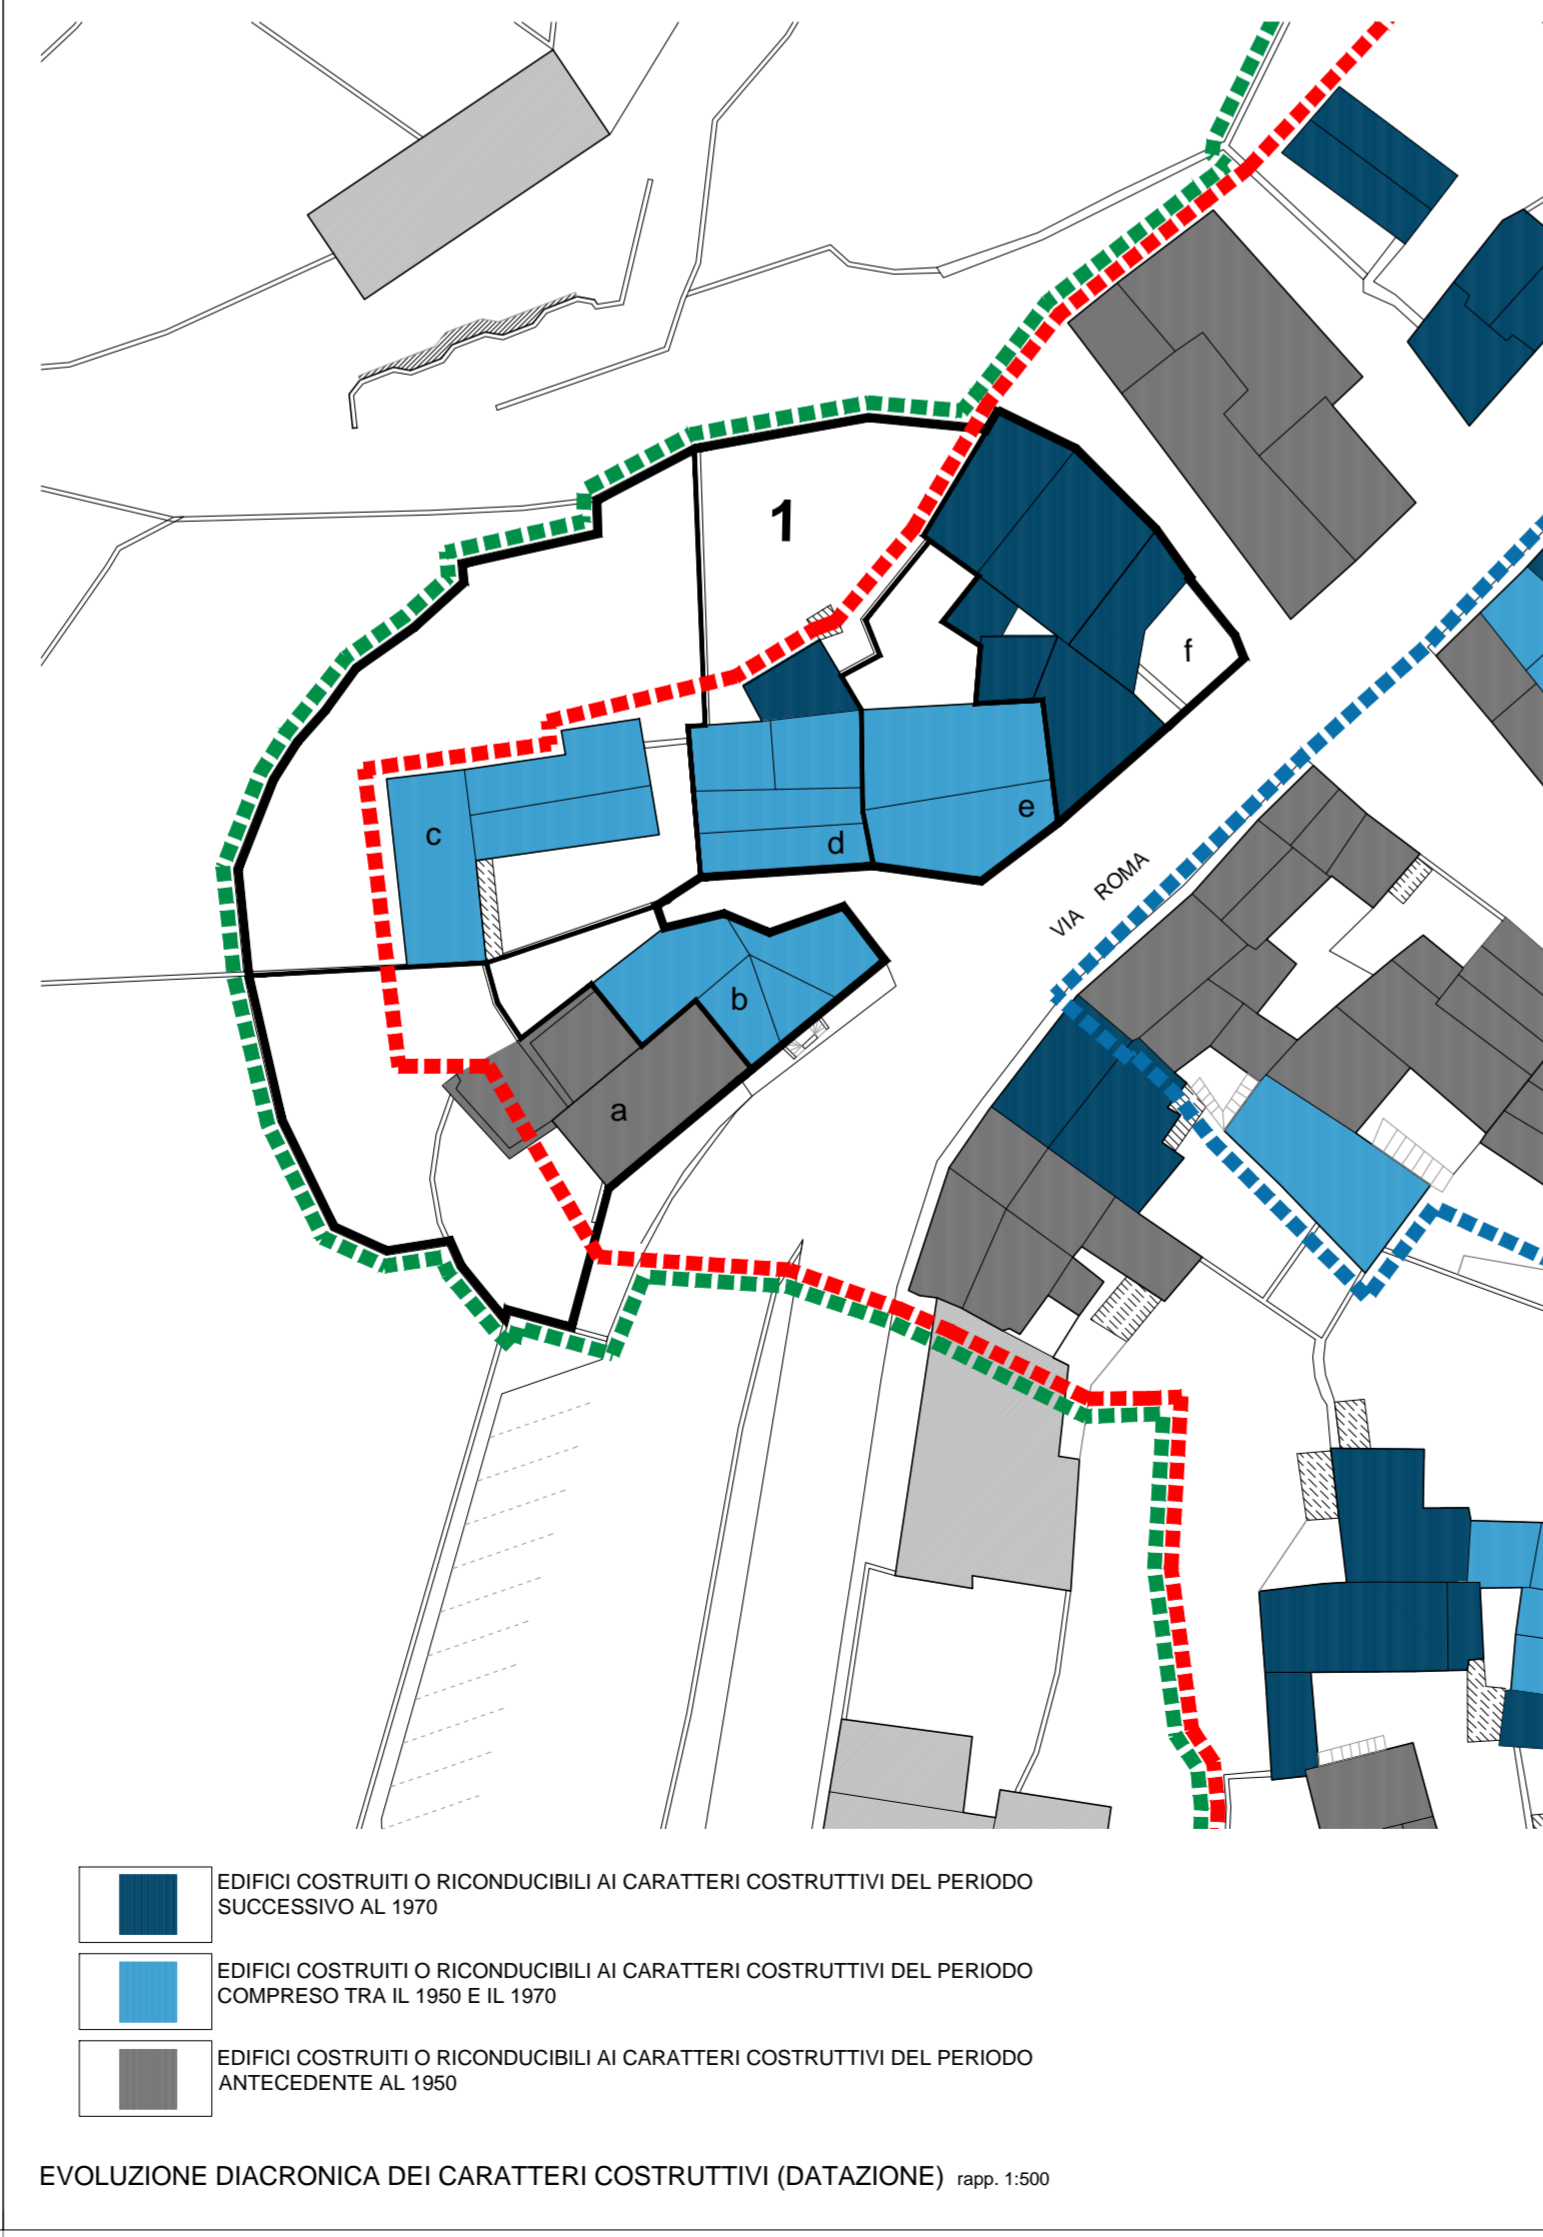 1
f
c
e
d
VIA ROMA
b
a
EDIFICI COSTRUITI O RICONDUCIBILI AI CARATTERI COSTRUTTIVI DEL PERIODO
SUCCESSIVO AL 1970
EDIFICI COSTRUITI O RICONDUCIBILI AI CARATTERI COSTRUTTIVI DEL PERIODO
COMPRESO TRA IL 1950 E IL 1970
EDIFICI COSTRUITI O RICONDUCIBILI AI CARATTERI COSTRUTTIVI DEL PERIODO
ANTECEDENTE AL 1950
EVOLUZIONE DIACRONICA DEI CARATTERI COSTRUTTIVI (DATAZIONE) rapp. 1:500